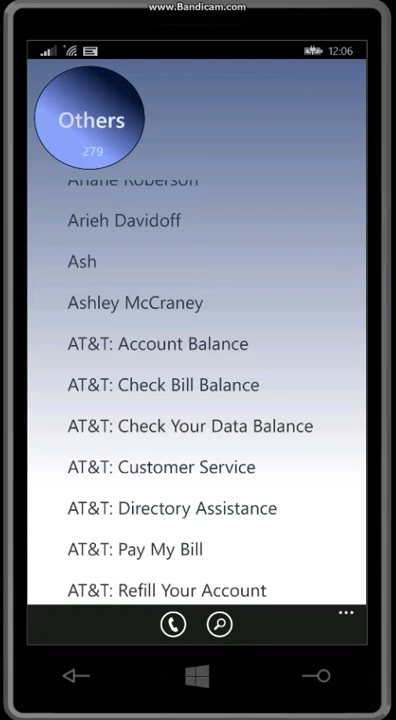 www.Bandicam.com
12:06
Others
279
Ariane Roberson
Arieh Davidoff
Ash
Ashley McCraney
AT&T: Account Balance
AT&T: Check Bill Balance
AT&T: Check Your Data Balance
AT&T: Customer Service
AT&T: Directory Assistance
AT&T: Pay My Bill
AT&T: Refill Your Account